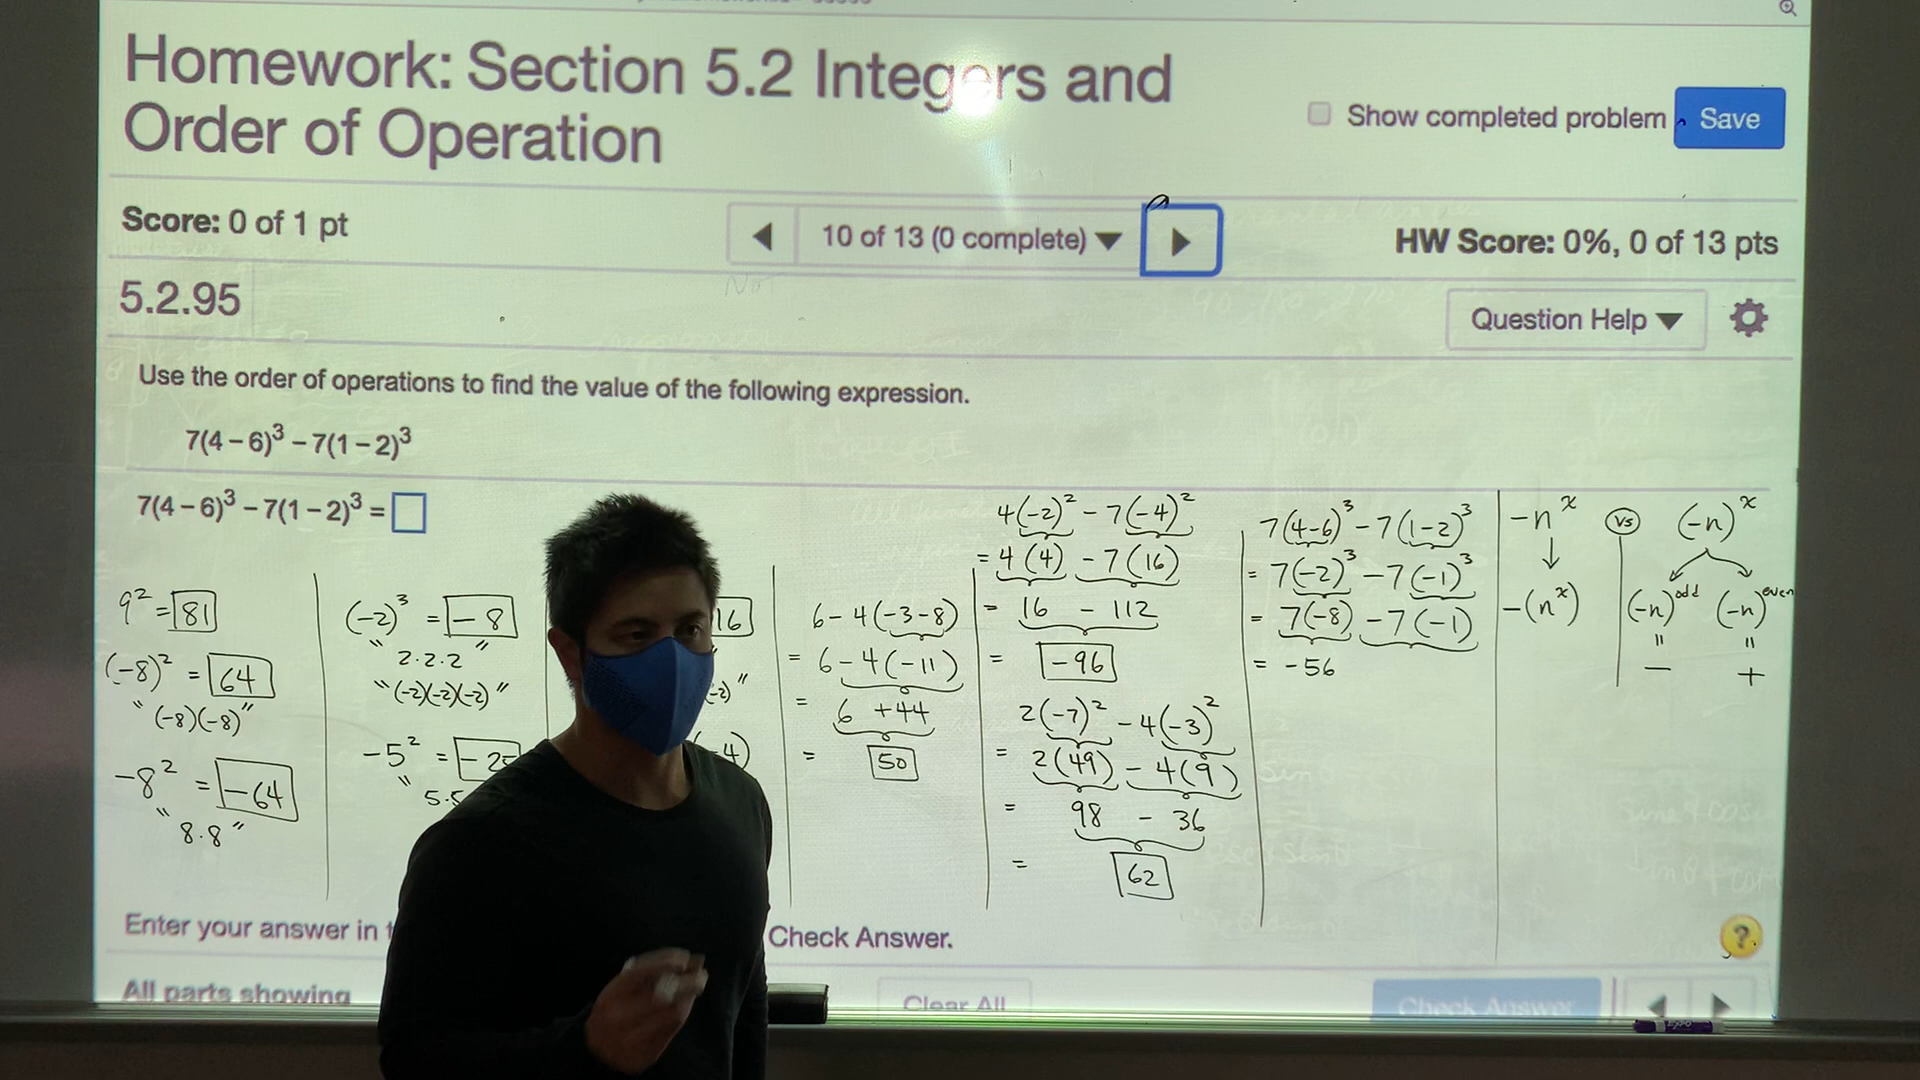 Homework: Section 5.2 Integers and
Order of Operation
Show completed problem
Save
Score: 0 of 1 pt
10 of 13 (0 complete)
HW Score: 0%, 0 of 13 pts
5.2.95
Question Help
Use the order of operations to find the value of the following expression.
7(4 – 6)³ – 7(1 – 2)³
7(4 – 6)³ – 7(1 – 2)³ =
9² = 81
(-8)² = 64
" (-8)(-8) "
-8² = -64
" 8·8 "
(-2)³ = -8
" 2·2·2 "
" (-2)(-2)(-2) "
-5² =
16
6 - 4(-3-8)
= 6 - 4(-11)
= 6 + 44
= 50
4(-2)² - 7(-4)²
= 4(4) - 7(16)
= 16 - 112
= -96
2(-7)² - 4(-3)²
= 2(49) - 4(9)
= 98 - 36
= 62
7(4-6)³ - 7(1-2)³
= 7(-2)³ - 7(-1)³
= 7(-8) - 7(-1)
= -56
-nˣ vs (-n)ˣ
-(nˣ) (-n)ᵒᵈᵈ (-n)ᵉᵛᵉⁿ
= =
− +
Enter your answer in
Check Answer.
?
All parts showing
Clear All
Check Answer
EXPO